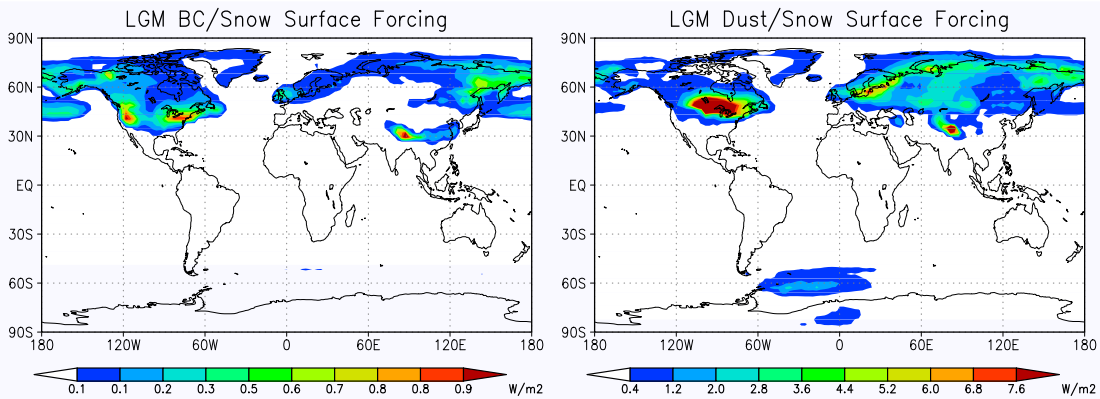 LGM BC/Snow Surface Forcing
90N
60N
30N
EQ
30S
60S
90S
180 120W 60W 0 60E 120E 180
0.1 0.1 0.2 0.3 0.5 0.6 0.7 0.8 0.8 0.9 W/m2
LGM Dust/Snow Surface Forcing
90N
60N
30N
EQ
30S
60S
90S
180 120W 60W 0 60E 120E 180
0.4 1.2 2.0 2.8 3.6 4.4 5.2 6.0 6.8 7.6 W/m2